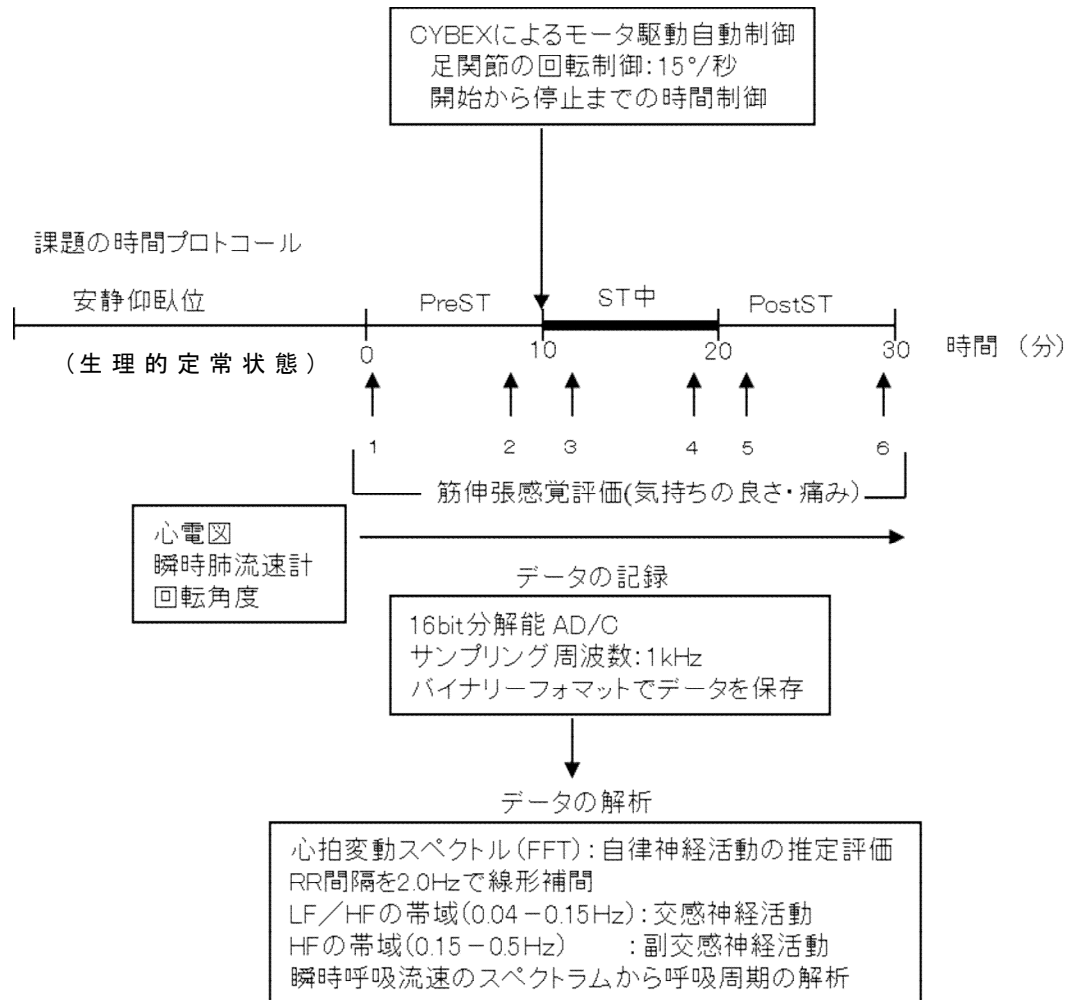 CYBEXによるモータ駆動自動制御
足関節の回転制御:15°/秒
開始から停止までの時間制御
課題の時間プロトコール
安静仰臥位
PreST
ST中
PostST
(生理的定常状態)
0
10
20
30
時間 (分)
1
2
3
4
5
6
筋伸張感覚評価(気持ちの良さ・痛み)
心電図
瞬時肺流速計
回転角度
データの記録
16bit分解能 AD/C
サンプリング周波数:1kHz
バイナリーフォマットでデータを保存
データの解析
心拍変動スペクトル(FFT):自律神経活動の推定評価
RR間隔を2.0Hzで線形補間
LF/HFの帯域(0.04-0.15Hz):交感神経活動
HFの帯域(0.15-0.5Hz) :副交感神経活動
瞬時呼吸流速のスペクトラムから呼吸周期の解析